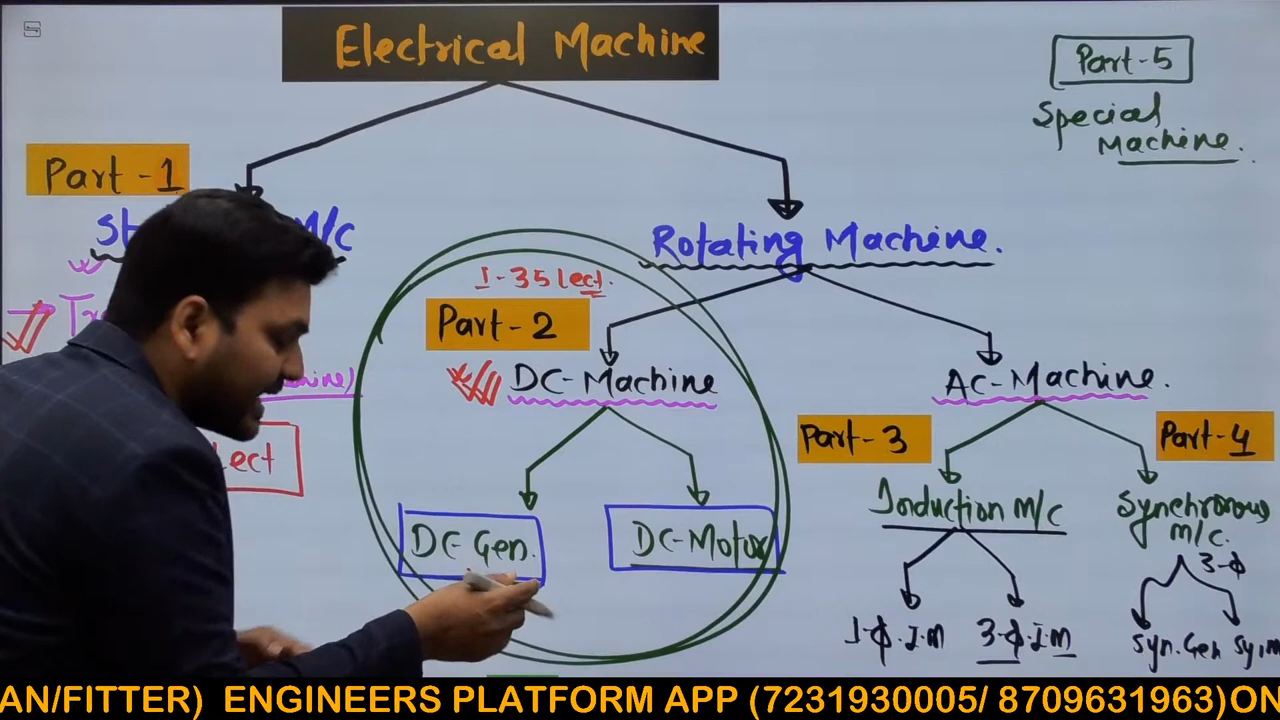 Electrical Machine
Part-5
Special
Machine.
Part-1
M/c
Rotating Machine.
1-35 Lect.
Part-2
DC-Machine
AC-Machine.
Part-3
Part-4
Lect
Induction M/c
Synchronous
M/c.
3-ф
DC-Gen.
DC-Motor
1-ф I.M
3-ф I.M
Syn. Gen
AN/FITTER) ENGINEERS PLATFORM APP (7231930005/ 8709631963)ON